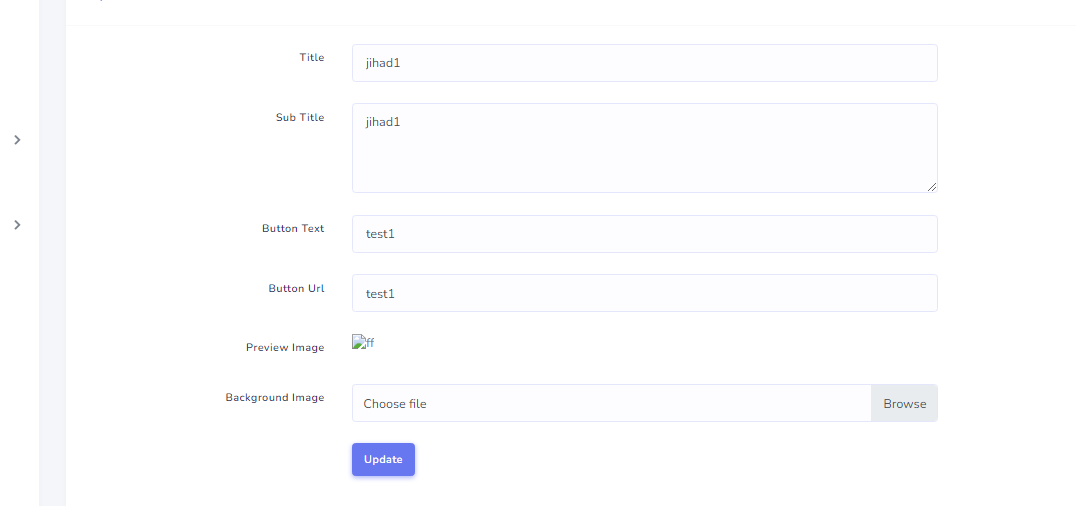 Title
jihad1
Sub Title
jihad1
Button Text
test1
Button Url
test1
Preview Image
ff
Background Image
Choose file
Browse
Update